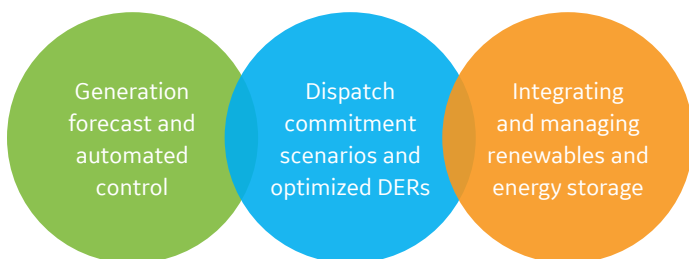 Generation
forecast and
automated
control
Dispatch
commitment
scenarios and
optimized DERs
Integrating
and managing
renewables and
energy storage